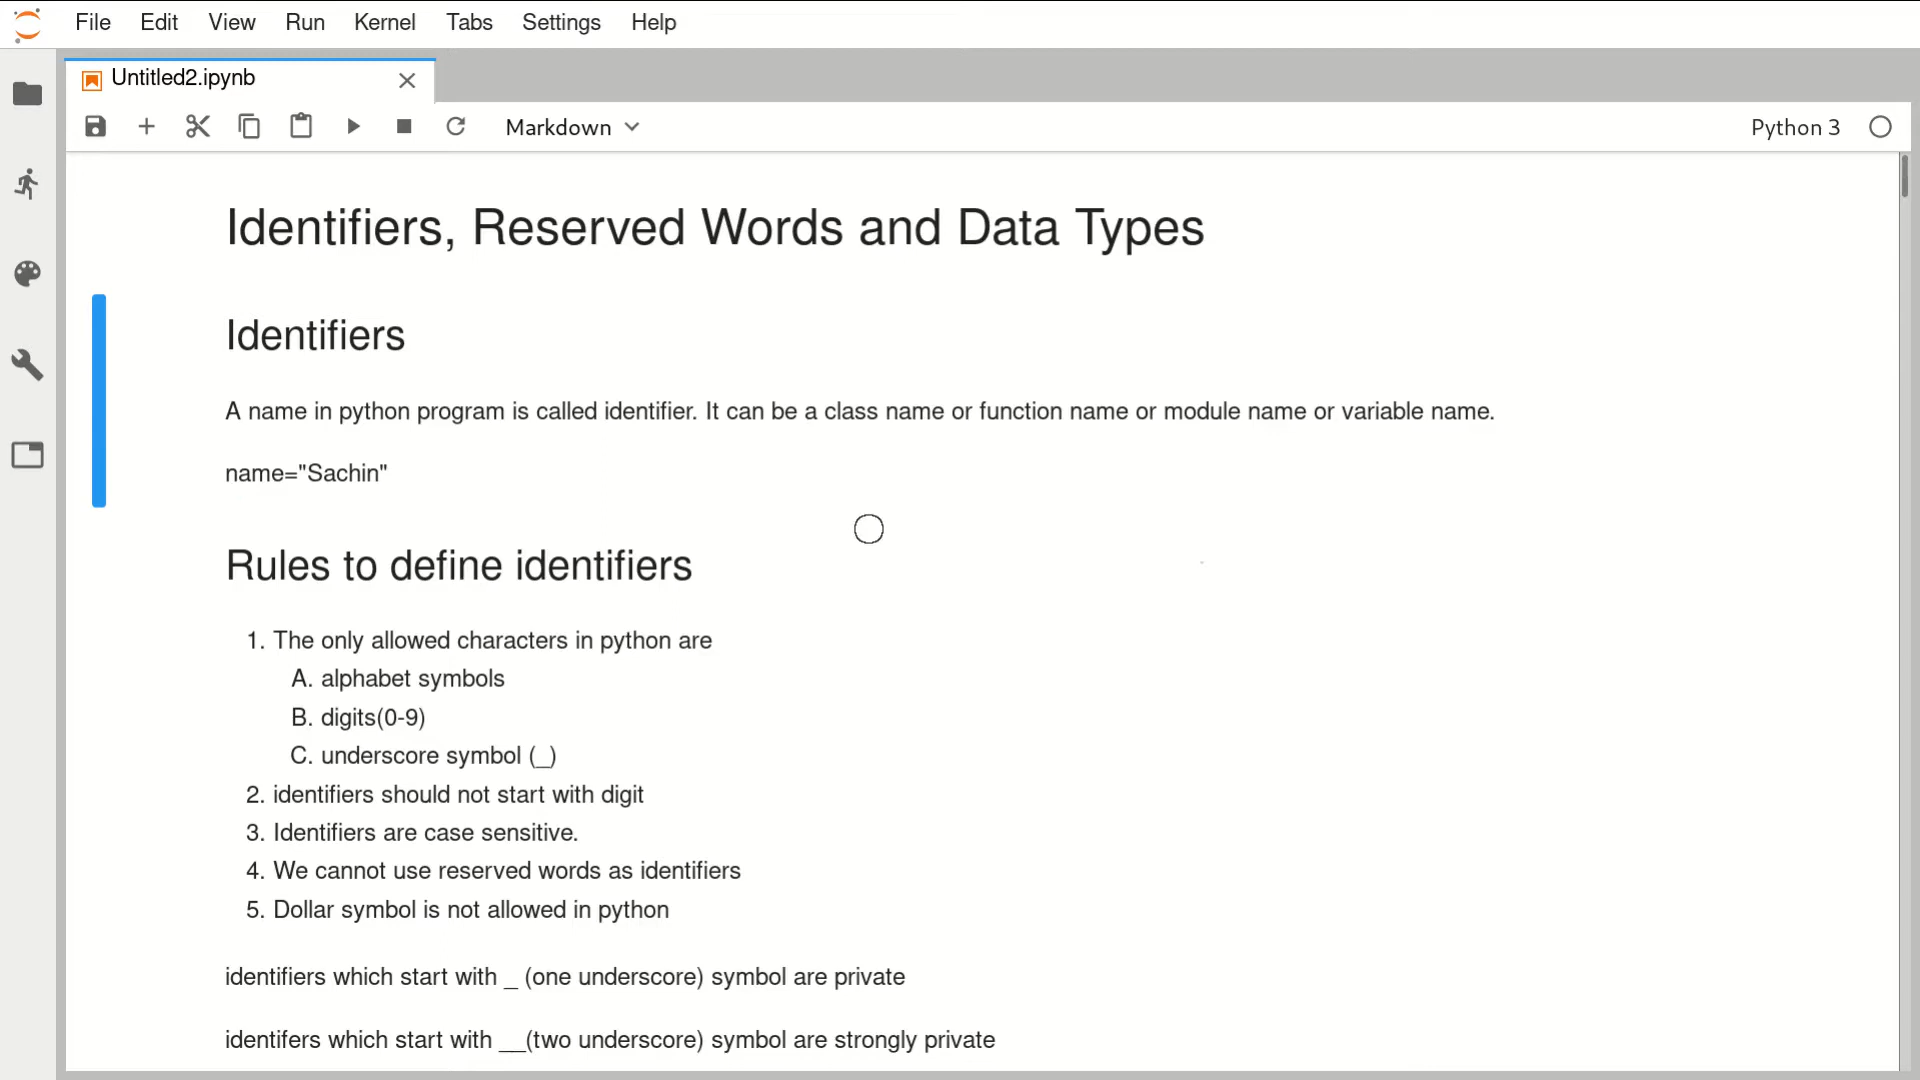 File Edit View Run Kernel Tabs Settings Help
Untitled2.ipynb
Markdown
Python 3
Identifiers, Reserved Words and Data Types
Identifiers
A name in python program is called identifier. It can be a class name or function name or module name or variable name.
name="Sachin"
Rules to define identifiers
1. The only allowed characters in python are
A. alphabet symbols
B. digits(0-9)
C. underscore symbol (_)
2. identifiers should not start with digit
3. Identifiers are case sensitive.
4. We cannot use reserved words as identifiers
5. Dollar symbol is not allowed in python
identifiers which start with _ (one underscore) symbol are private
identifers which start with __(two underscore) symbol are strongly private